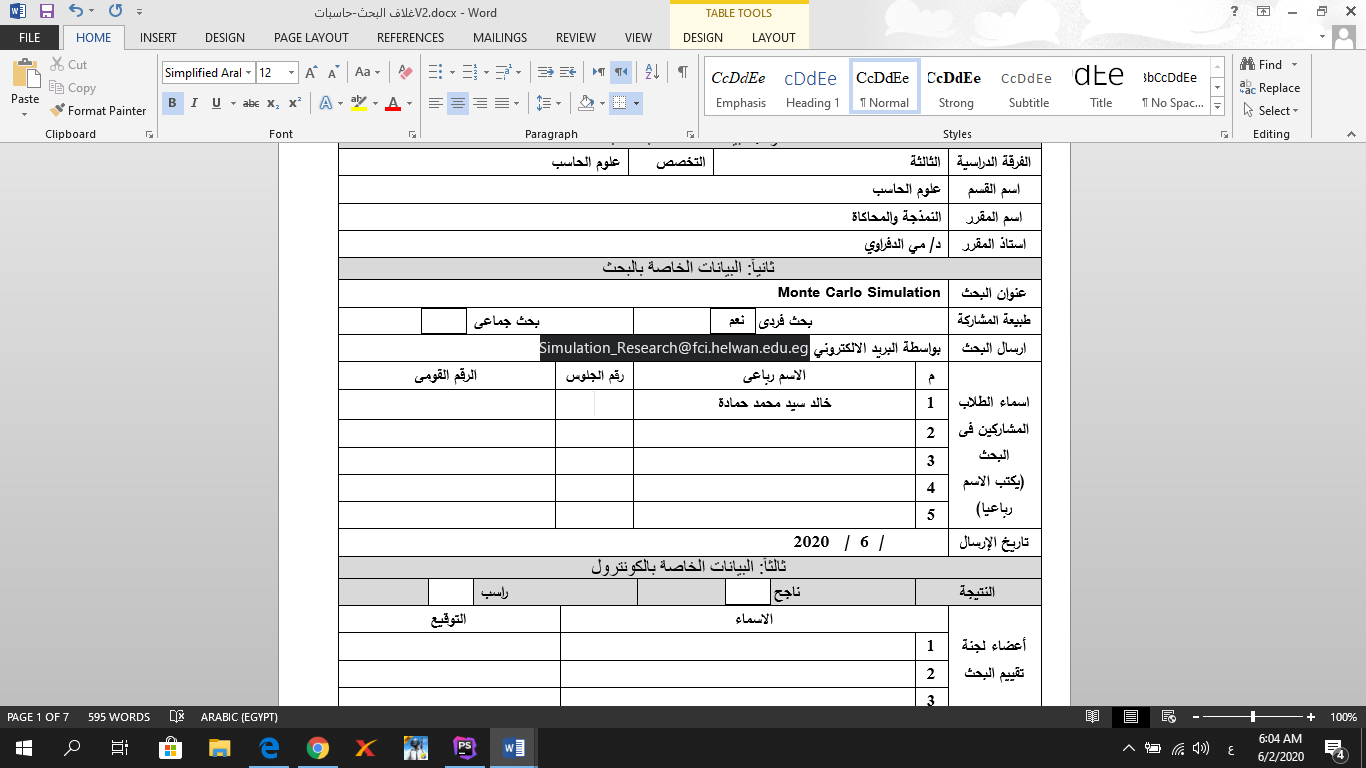 غلاف البحث-حاسباتV2.docx - Word
TABLE TOOLS
FILE HOME INSERT DESIGN PAGE LAYOUT REFERENCES MAILINGS REVIEW VIEW DESIGN LAYOUT
Paste
Cut
Copy
Format Painter
Clipboard
Simplified Aral 12
Font
Paragraph
CcDdEe cDdEe CcDdEe CcDdEe CcDdEe dEe bCcDdEe
Emphasis Heading 1 ¶ Normal Strong Subtitle Title ¶ No Spac...
Styles
Find
Replace
Select
Editing
الفرقة الدراسية الثالثة التخصص علوم الحاسب
اسم القسم علوم الحاسب
اسم المقرر النمذجة والمحاكاة
استاذ المقرر د/ مي الدفراوي
ثانياً: البيانات الخاصة بالبحث
عنوان البحث Monte Carlo Simulation
طبيعة المشاركة بحث فردى نعم بحث جماعى
ارسال البحث بواسطة البريد الالكتروني Simulation_Research@fci.helwan.edu.eg
م الاسم رباعى رقم الجلوس الرقم القومى
اسماء الطلاب المشاركين فى البحث (يكتب الاسم رباعيا)
1 خالد سيد محمد حمادة
2
3
4
5
تاريخ الإرسال / 6 / 2020
ثالثاً: البيانات الخاصة بالكونترول
النتيجة ناجح راسب
الاسماء التوقيع
أعضاء لجنة تقييم البحث
1
2
3
PAGE 1 OF 7 595 WORDS ARABIC (EGYPT) 100%
6:04 AM
6/2/2020
ع
4